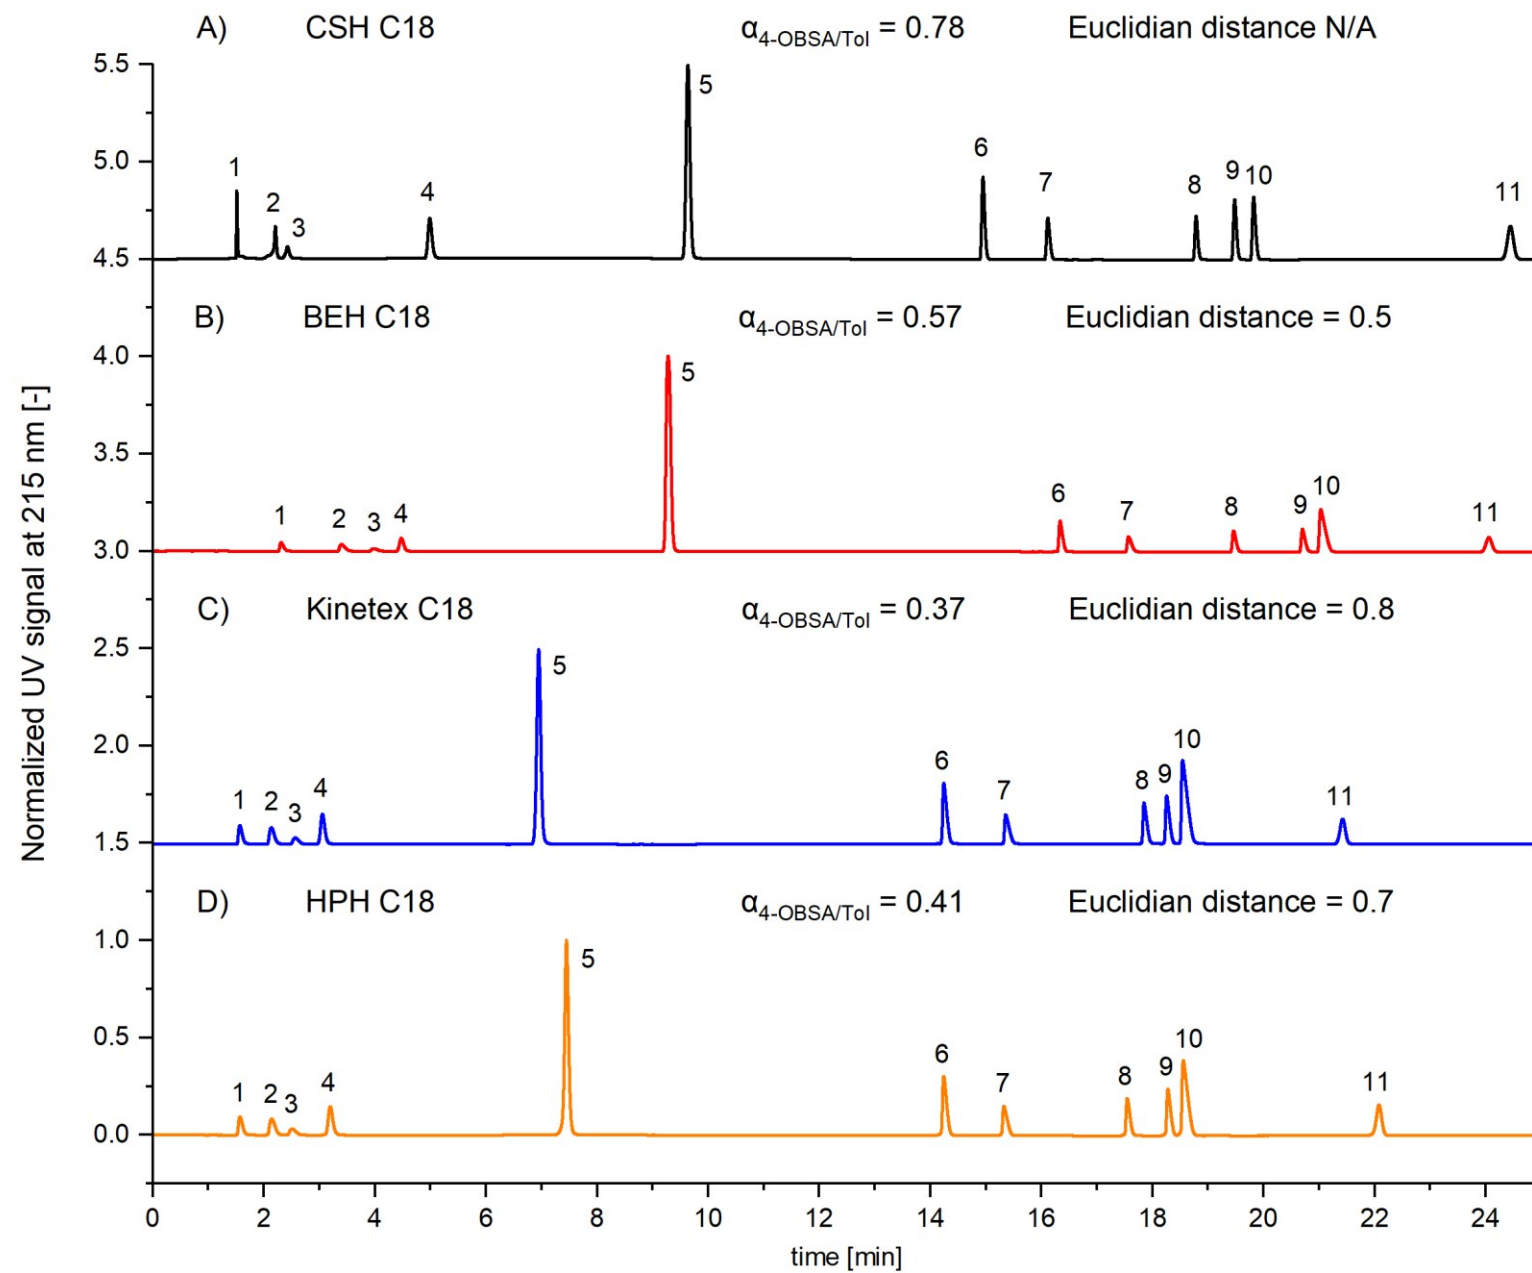 A) CSH C18 α4-OBSA/Tol = 0.78 Euclidian distance N/A
5.5
5
5.0
1 2 3 4 6 7 8 9 10 11
4.5
B) BEH C18 α4-OBSA/Tol = 0.57 Euclidian distance = 0.5
4.0
5
3.5
1 2 3 4 6 7 8 9 10 11
3.0
C) Kinetex C18 α4-OBSA/Tol = 0.37 Euclidian distance = 0.8
2.5
5
2.0
1 2 3 4 6 7 8 9 10 11
1.5
D) HPH C18 α4-OBSA/Tol = 0.41 Euclidian distance = 0.7
1.0
5
0.5
1 2 3 4 6 7 8 9 10 11
0.0
0 2 4 6 8 10 12 14 16 18 20 22 24
time [min]
Normalized UV signal at 215 nm [-]